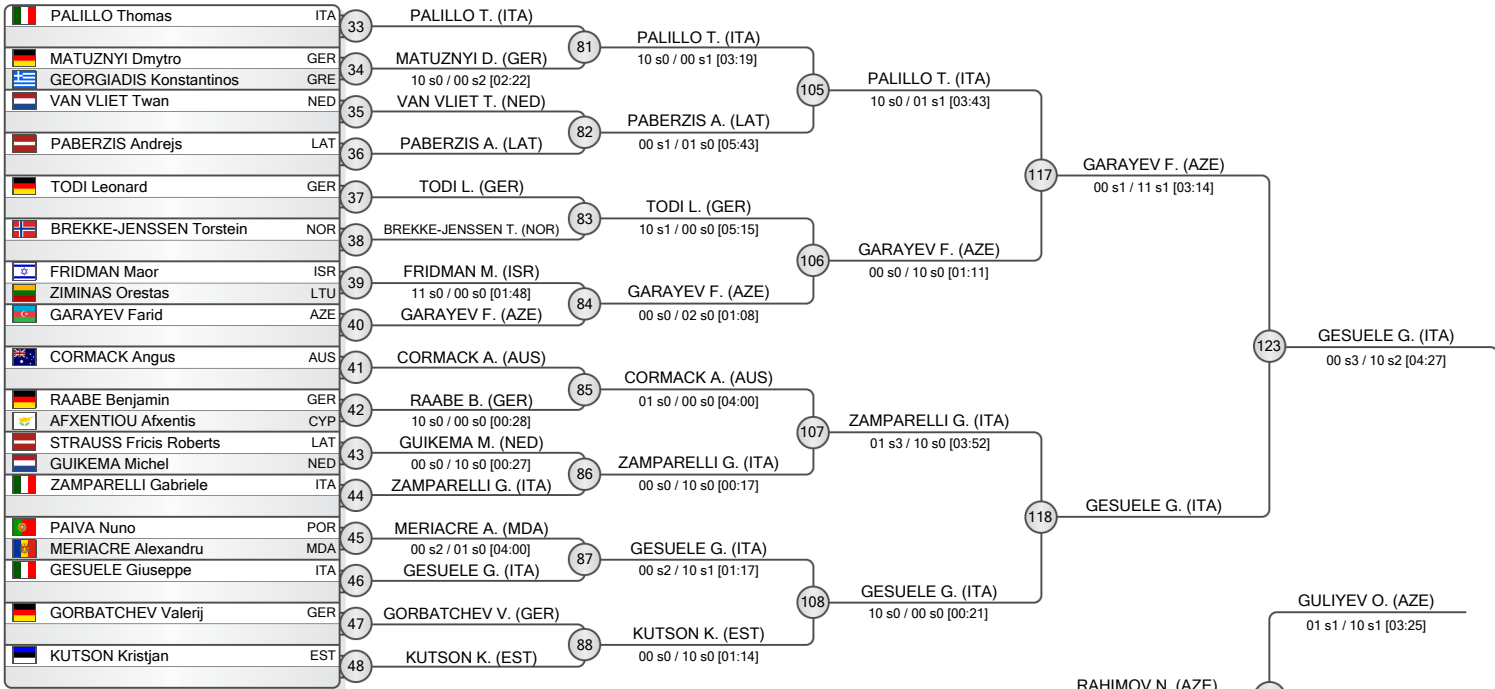 PALILLO Thomas ITA
MATUZNYI Dmytro GER
GEORGIADIS Konstantinos GRE
VAN VLIET Twan NED
PABERZIS Andrejs LAT
TODI Leonard GER
BREKKE-JENSSEN Torstein NOR
FRIDMAN Maor ISR
ZIMINAS Orestas LTU
GARAYEV Farid AZE
CORMACK Angus AUS
RAABE Benjamin GER
AFXENTIOU Afxentis CYP
STRAUSS Fricis Roberts LAT
GUIKEMA Michel NED
ZAMPARELLI Gabriele ITA
PAIVA Nuno POR
MERIACRE Alexandru MDA
GESUELE Giuseppe ITA
GORBATCHEV Valerij GER
KUTSON Kristjan EST
33
34
35
36
37
38
39
40
41
42
43
44
45
46
47
48
PALILLO T. (ITA)
MATUZNYI D. (GER)
10 s0 / 00 s2 [02:22]
VAN VLIET T. (NED)
PABERZIS A. (LAT)
TODI L. (GER)
BREKKE-JENSSEN T. (NOR)
FRIDMAN M. (ISR)
11 s0 / 00 s0 [01:48]
GARAYEV F. (AZE)
CORMACK A. (AUS)
RAABE B. (GER)
10 s0 / 00 s0 [00:28]
GUIKEMA M. (NED)
00 s0 / 10 s0 [00:27]
ZAMPARELLI G. (ITA)
MERIACRE A. (MDA)
00 s2 / 01 s0 [04:00]
GESUELE G. (ITA)
GORBATCHEV V. (GER)
KUTSON K. (EST)
81
82
83
84
85
86
87
88
PALILLO T. (ITA)
10 s0 / 00 s1 [03:19]
PABERZIS A. (LAT)
00 s1 / 01 s0 [05:43]
TODI L. (GER)
10 s1 / 00 s0 [05:15]
GARAYEV F. (AZE)
00 s0 / 02 s0 [01:08]
CORMACK A. (AUS)
01 s0 / 00 s0 [04:00]
ZAMPARELLI G. (ITA)
00 s0 / 10 s0 [00:17]
GESUELE G. (ITA)
00 s2 / 10 s1 [01:17]
KUTSON K. (EST)
00 s0 / 10 s0 [01:14]
105
106
107
108
PALILLO T. (ITA)
10 s0 / 01 s1 [03:43]
GARAYEV F. (AZE)
00 s0 / 10 s0 [01:11]
ZAMPARELLI G. (ITA)
01 s3 / 10 s0 [03:52]
GESUELE G. (ITA)
10 s0 / 00 s0 [00:21]
117
118
GARAYEV F. (AZE)
00 s1 / 11 s1 [03:14]
GESUELE G. (ITA)
123
GESUELE G. (ITA)
00 s3 / 10 s2 [04:27]
GULIYEV O. (AZE)
01 s1 / 10 s1 [03:25]
RAHIMOV N. (AZE)